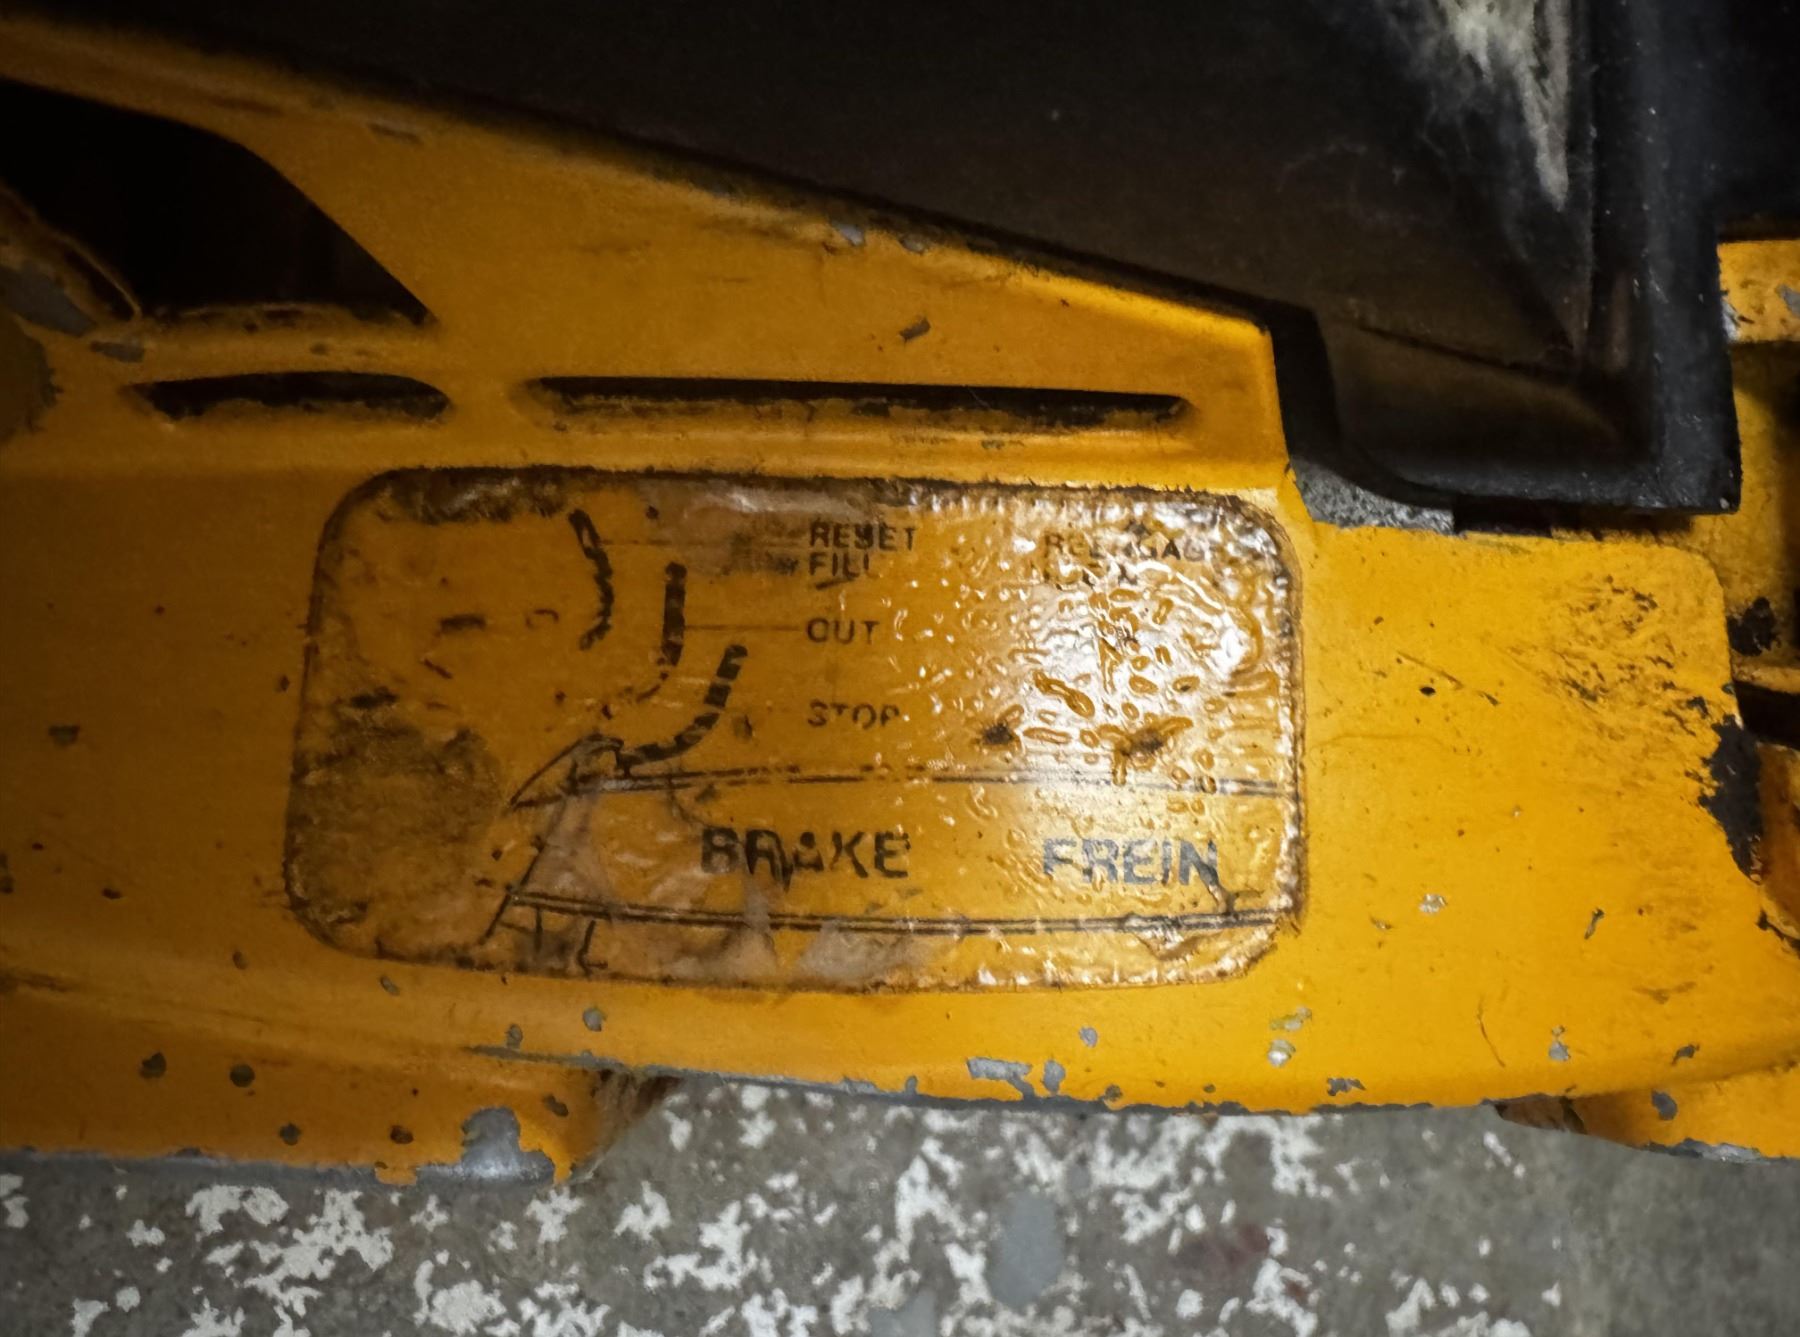 RESET
FILL
CUT
STOP
BRAKE FREIN